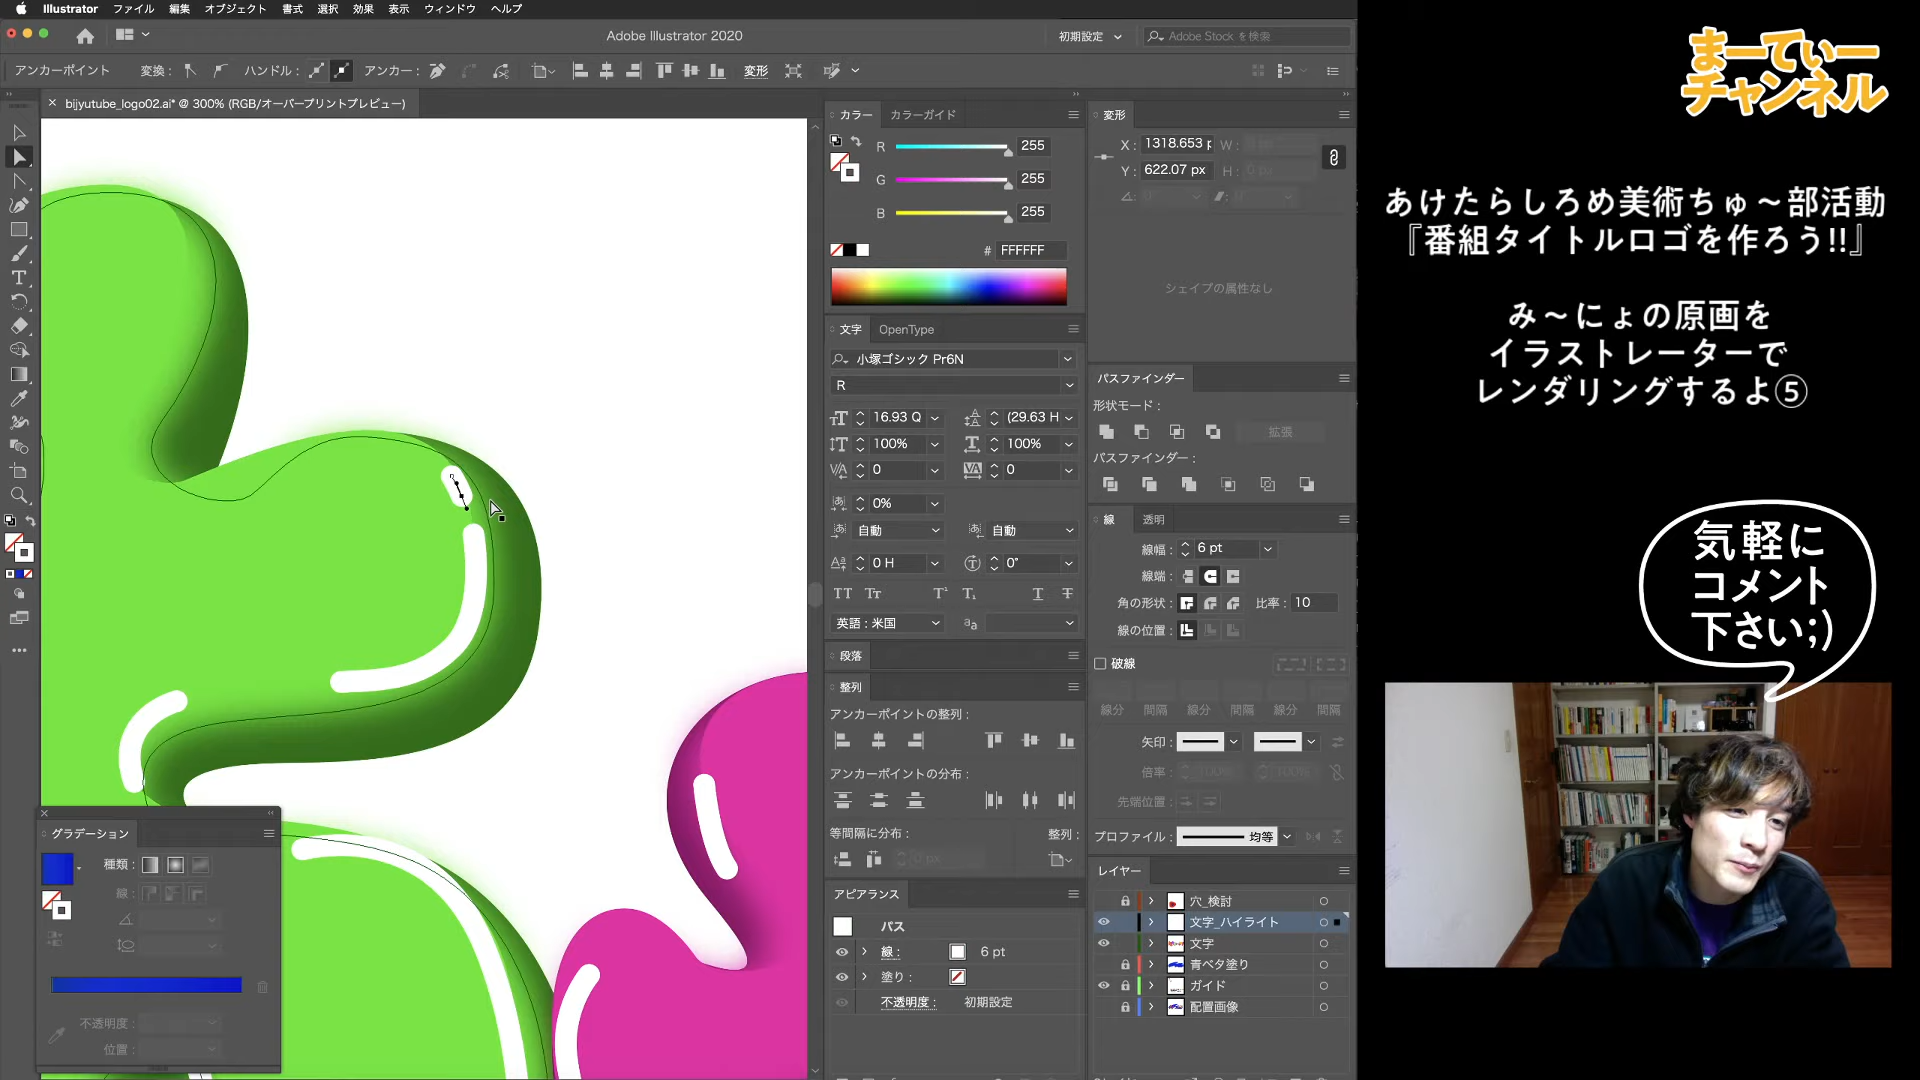 Illustrator ファイル 編集 オブジェクト 書式 選択 効果 表示 ウィンドウ ヘルプ
Adobe Illustrator 2020
初期設定
Adobe Stock を検索
アンカーポイント 変換： ハンドル： アンカー： 変形
bijyutube_logo02.ai* @ 300% (RGB/オーバープリントプレビュー)
カラー カラーガイド
R 255
G 255
B 255
# FFFFFF
文字 OpenType
小塚ゴシック Pr6N
R
16.93 Q (29.63 H
100% 100%
0 0
0%
自動 自動
0 H 0°
英語：米国
段落
整列
アンカーポイントの整列：
アンカーポイントの分布：
等間隔に分布： 整列：
0 px
アピアランス
パス
線： 6 pt
塗り：
不透明度： 初期設定
変形
X： 1318.653 p W：
Y： 622.07 px H： 0 px
シェイプの属性なし
パスファインダー
形状モード：
拡張
パスファインダー：
線 透明
線幅： 6 pt
線端：
角の形状： 比率： 10
線の位置：
破線
線分 間隔 線分 間隔 線分 間隔
矢印：
倍率： 100% 100%
先端位置：
プロファイル： 均等
レイヤー
穴_検討
文字_ハイライト
文字
青ベタ塗り
ガイド
配置画像
グラデーション
種類：
線：
不透明度：
位置：
まーてぃー
チャンネル
あけたらしろめ美術ちゅ～部活動
『番組タイトルロゴを作ろう!!』
み～にょの原画を
イラストレーターで
レンダリングするよ⑤
気軽に
コメント
下さい;)